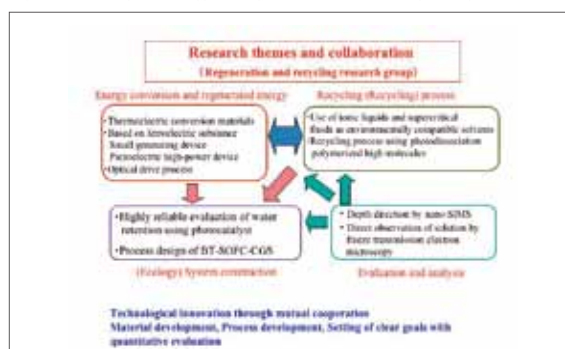 Research themes and collaboration
(Regeneration and recycling research group)
Energy conversion and regenerated energy
Recycling (Recycling) process
•Thermoelectric conversion materials
•Based on ferroelectric substance
Small generating device
Piezoelectric high-power device
•Optical drive process
•Use of ionic liquids and supercritical
fluids as environmentally compatible solvents
•Recycling process using photodissociation
polymerized high-molecules
•Highly reliable evaluation of water
retention using photocatalyst
•Process design of BT-SOFC-CGS
• Depth direction by nano SIMS
• Direct observation of solution by
freeze transmission electron
microscopy
(Ecology) System construction
Evaluation and analysis
Technological innovation through mutual cooperation
Material development, Process development, Setting of clear goals with
quantitative evaluation